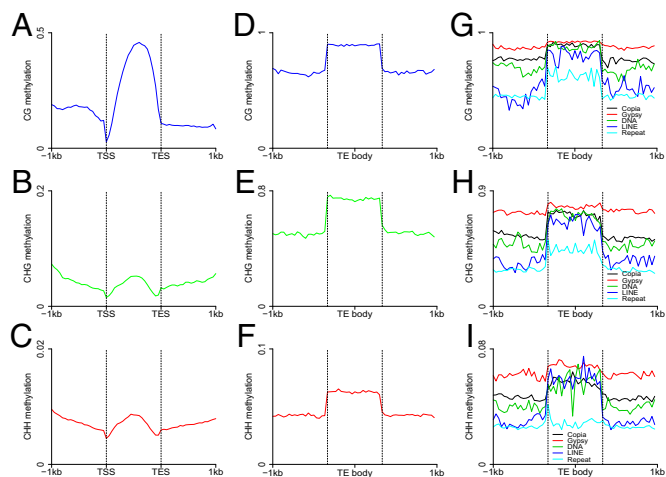 A
0.5
CG methylation
0
−1kb
TSS
TES
1kb
D
1
CG methylation
0
−1kb
TE body
1kb
G
1
CG methylation
0
Copia
Gypsy
DNA
LINE
Repeat
−1kb
TE body
1kb
B
0.2
CHG methylation
0
−1kb
TSS
TES
1kb
E
0.8
CHG methylation
0
−1kb
TE body
1kb
H
0.9
CHG methylation
0
Copia
Gypsy
DNA
LINE
Repeat
−1kb
TE body
1kb
C
0.02
CHH methylation
0
−1kb
TSS
TES
1kb
F
0.1
CHH methylation
0
−1kb
TE body
1kb
I
0.08
CHH methylation
0
Copia
Gypsy
DNA
LINE
Repeat
−1kb
TE body
1kb